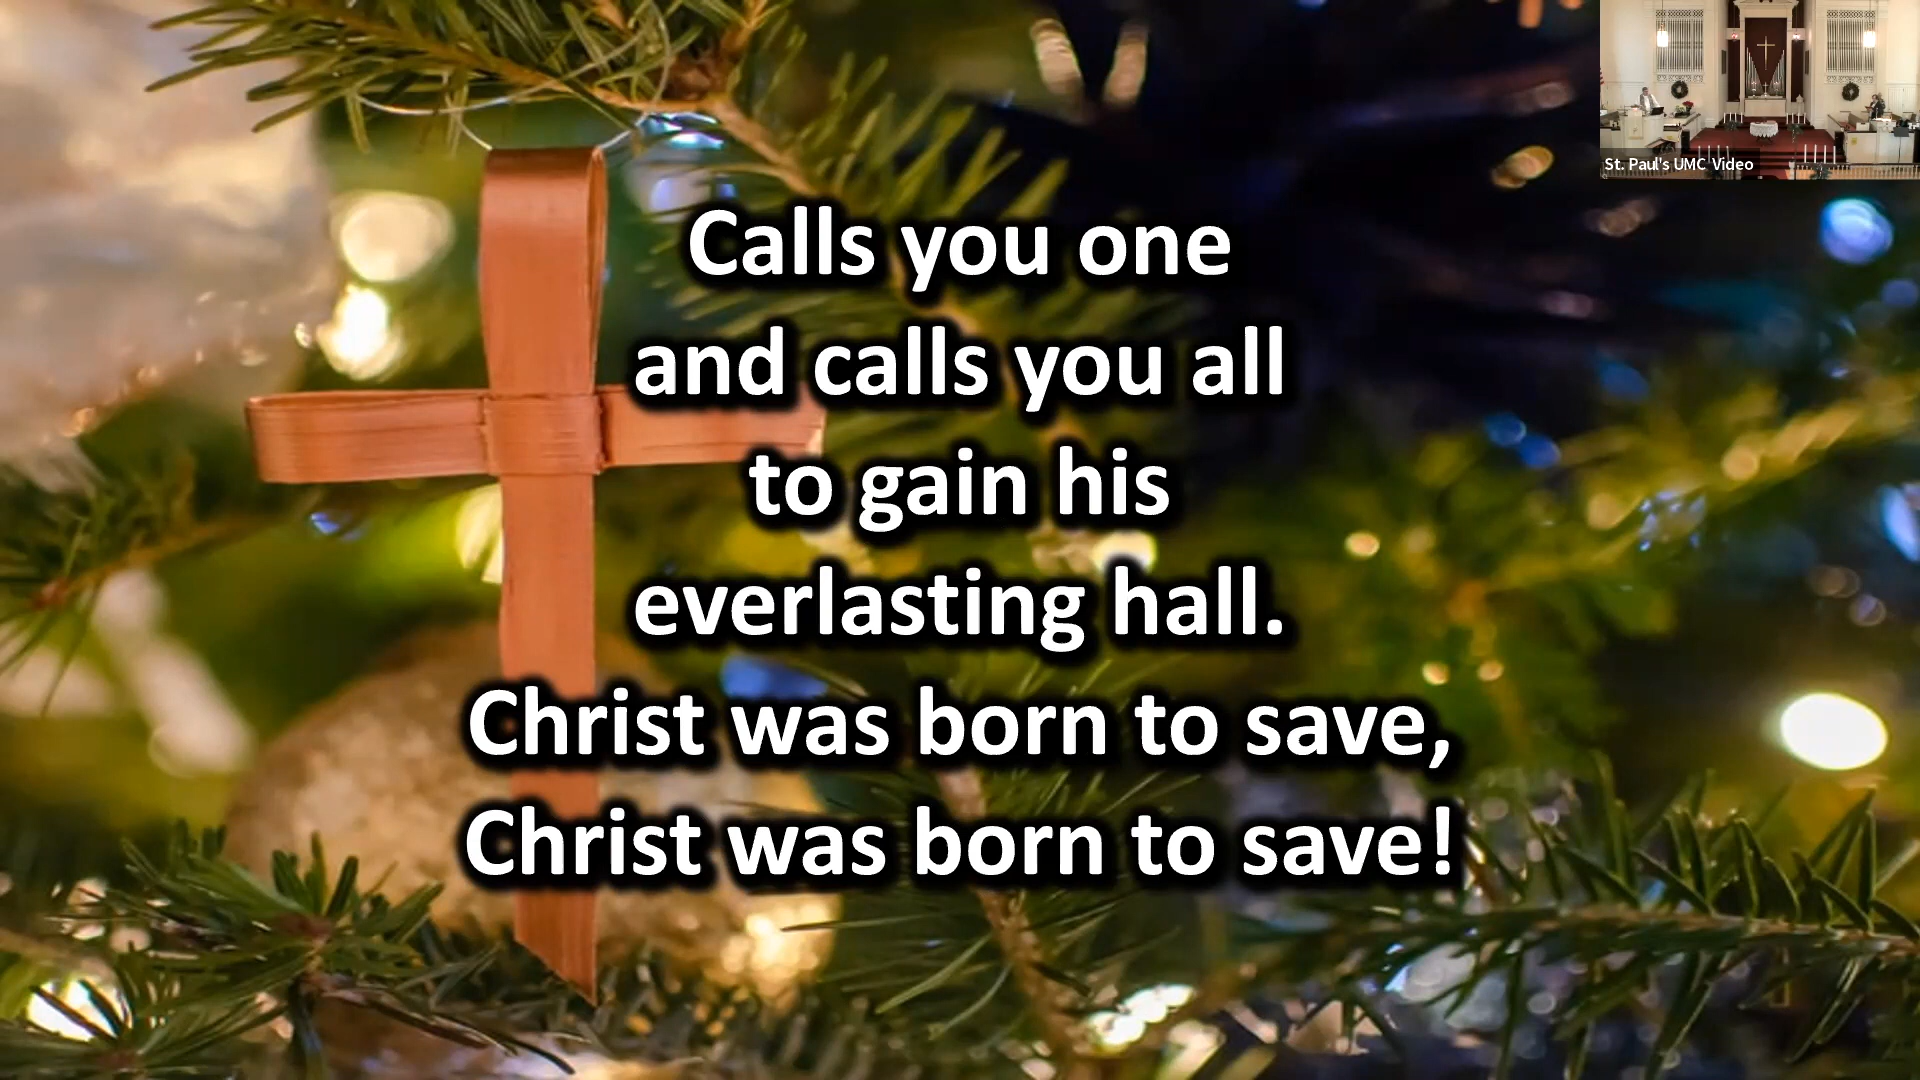 St. Paul's UMC Video
Calls you one
and calls you all
to gain his
everlasting hall.
Christ was born to save,
Christ was born to save!